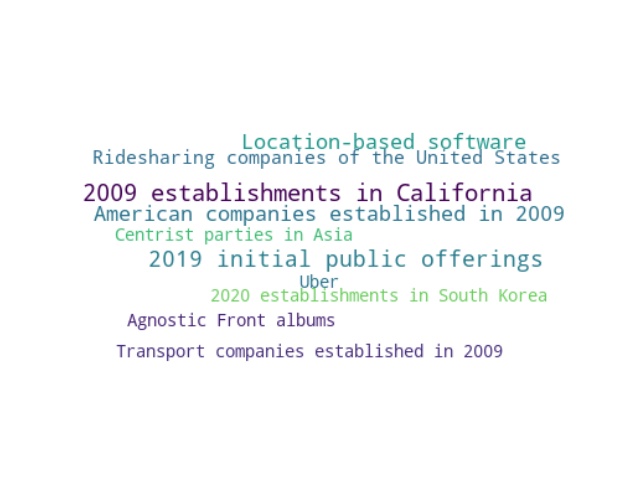 Location-based software
Ridesharing companies of the United States
2009 establishments in California
American companies established in 2009
Centrist parties in Asia
2019 initial public offerings
Uber
2020 establishments in South Korea
Agnostic Front albums
Transport companies established in 2009